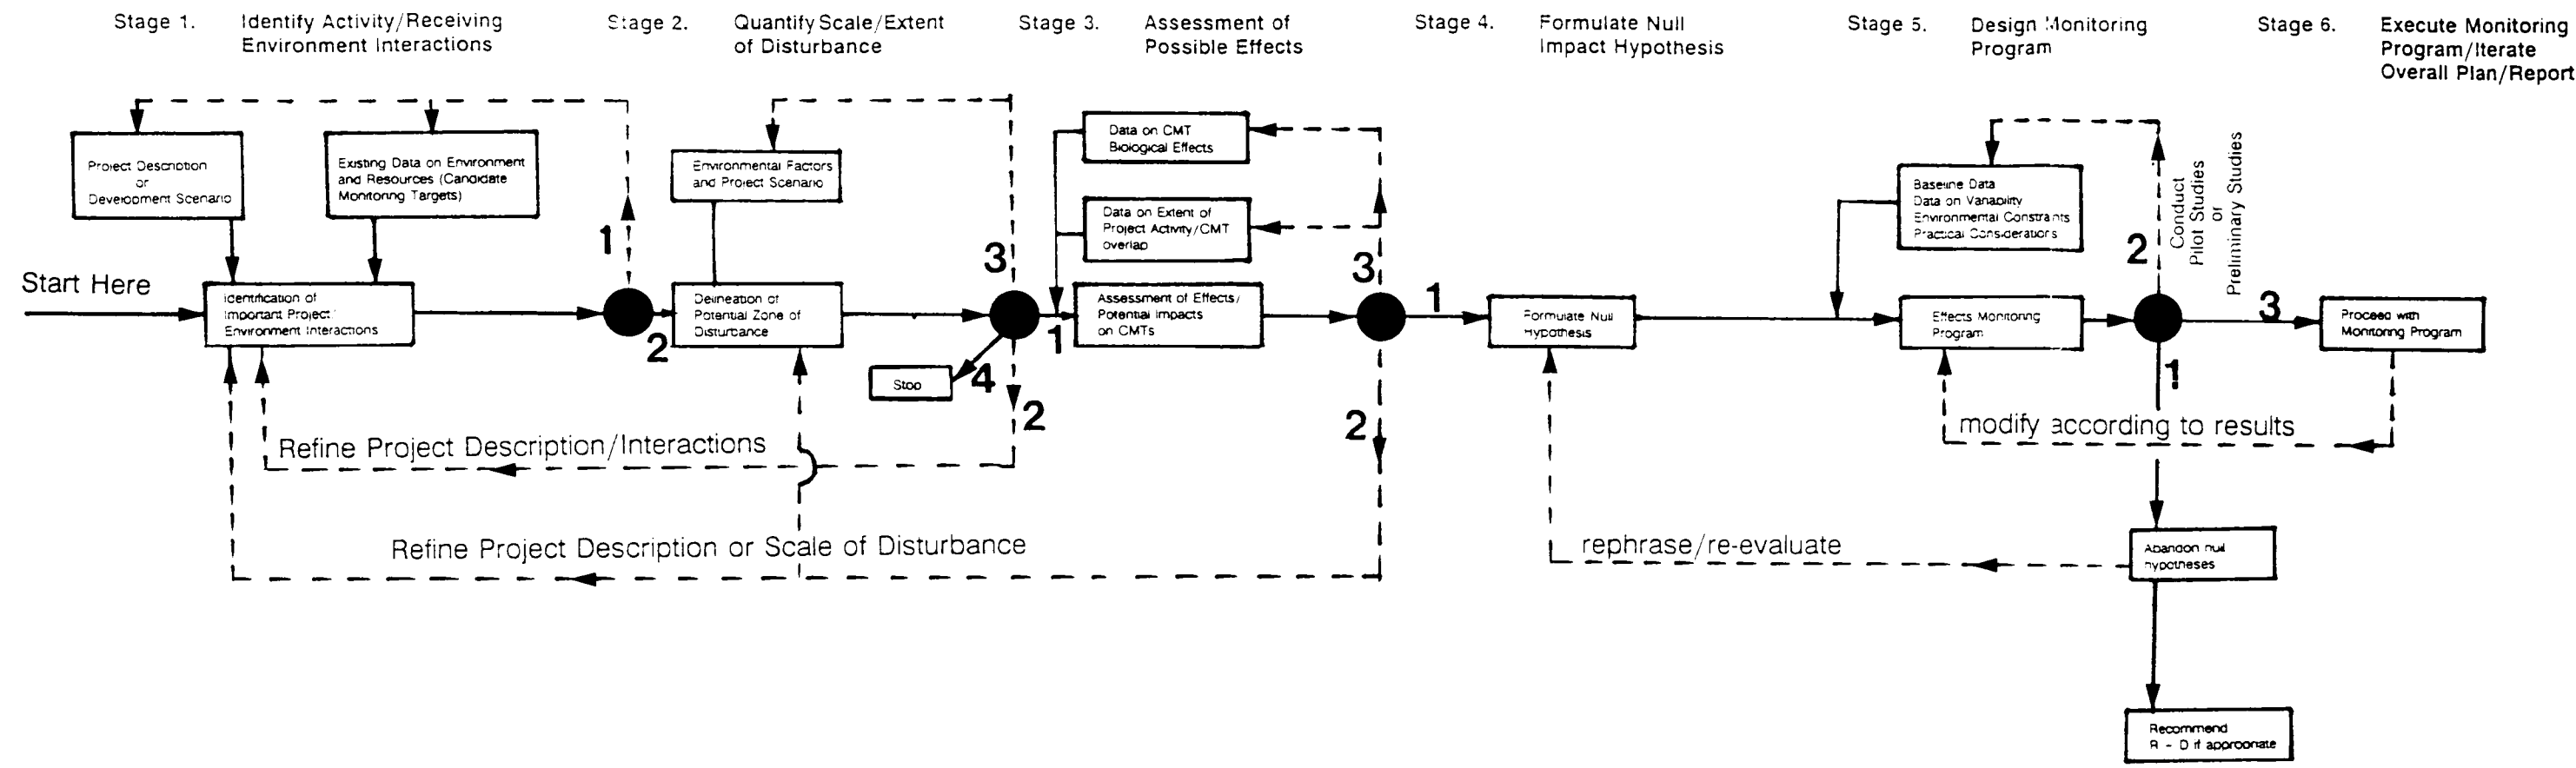 Stage 1.
Identify Activity/Receiving
Environment Interactions
Stage 2.
Quantify Scale/Extent
of Disturbance
Stage 3.
Assessment of
Possible Effects
Stage 4.
Formulate Null
Impact Hypothesis
Stage 5.
Design Monitoring
Program
Stage 6.
Execute Monitoring
Program/Iterate
Overall Plan/Report
Project Description
or
Development Scenario
Existing Data on Environment
and Resources (Candidate
Monitoring Targets)
Environmental Factors
and Project Scenario
Data on CMT
Biological Effects
Data on Extent of
Project Activity/CMT
overlap
Baseline Data
Data on Variability
Environmental Constraints
Practical Considerations
Conduct
Pilot Studies
or
Preliminary Studies
1
3
3
2
Start Here
Identification of
Important Project/
Environment Interactions
2
Delineation of
Potential Zone of
Disturbance
1
Assessment of Effects/
Potential Impacts
on CMTs
1
Formulate Null
Hypothesis
Effects Monitoring
Program
3
Proceed with
Monitoring Program
Stop
4
2
2
1
Refine Project Description/Interactions
modify according to results
Refine Project Description or Scale of Disturbance
rephrase/re-evaluate
Abandon null
hypotheses
Recommend
R - D if appropriate